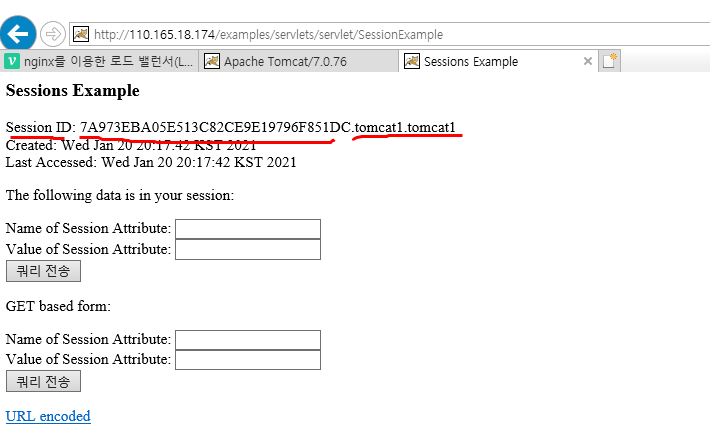 http://110.165.18.174/examples/servlets/servlet/SessionExample
nginx를 이용한 로드 밸런서(L...
Apache Tomcat/7.0.76
Sessions Example
Sessions Example
Session ID: 7A973EBA05E513C82CE9E19796F851DC.tomcat1.tomcat1
Created: Wed Jan 20 20:17:42 KST 2021
Last Accessed: Wed Jan 20 20:17:42 KST 2021
The following data is in your session:
Name of Session Attribute:
Value of Session Attribute:
쿼리 전송
GET based form:
Name of Session Attribute:
Value of Session Attribute:
쿼리 전송
URL encoded